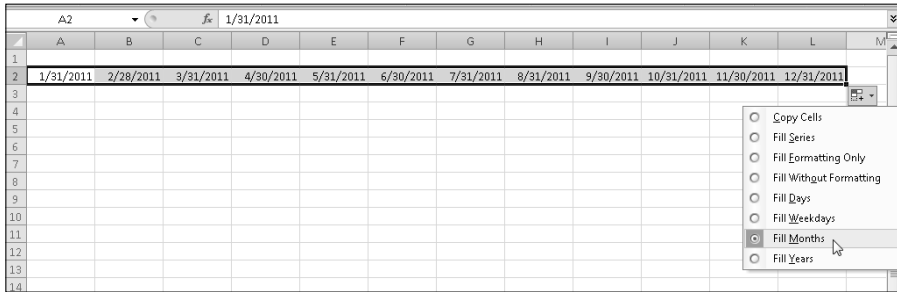 A2 fx 1/31/2011
A B C D E F G H I J K L M
1
2 1/31/2011 2/28/2011 3/31/2011 4/30/2011 5/31/2011 6/30/2011 7/31/2011 8/31/2011 9/30/2011 10/31/2011 11/30/2011 12/31/2011
3
4
Copy Cells
5
Fill Series
6
Fill Formatting Only
7
Fill Without Formatting
8
9
Fill Days
10
Fill Weekdays
11
Fill Months
12
Fill Years
13
14